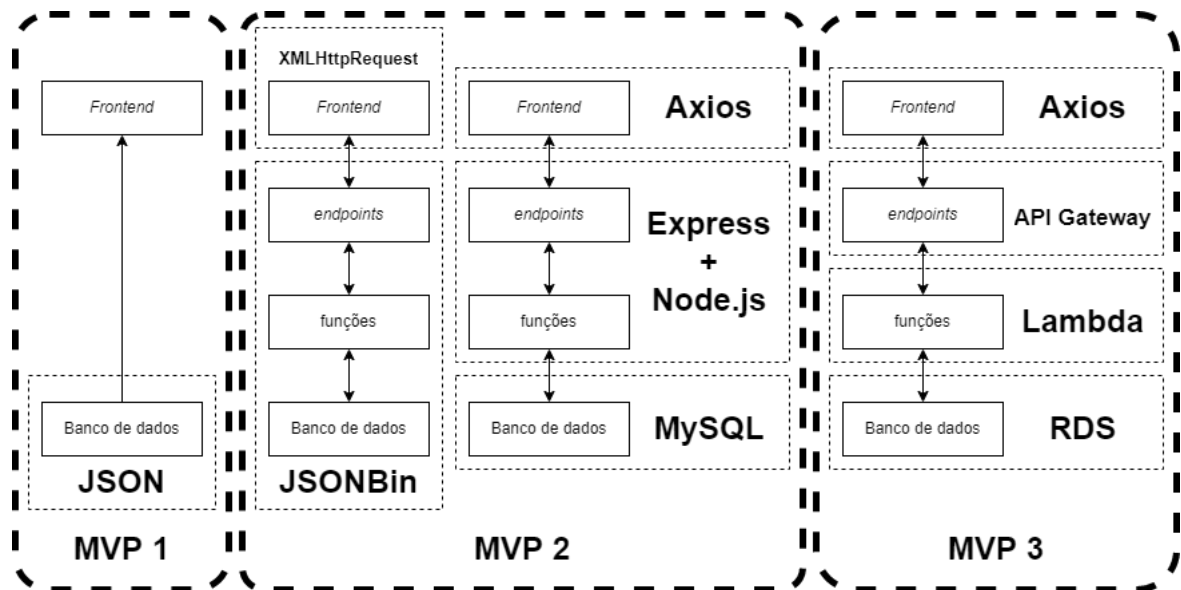 Frontend
Banco de dados
JSON
MVP 1
XMLHttpRequest
Frontend
endpoints
funções
Banco de dados
JSONBin
Frontend
Axios
endpoints
funções
Express
+
Node.js
Banco de dados
MySQL
MVP 2
Frontend
Axios
endpoints
API Gateway
funções
Lambda
Banco de dados
RDS
MVP 3